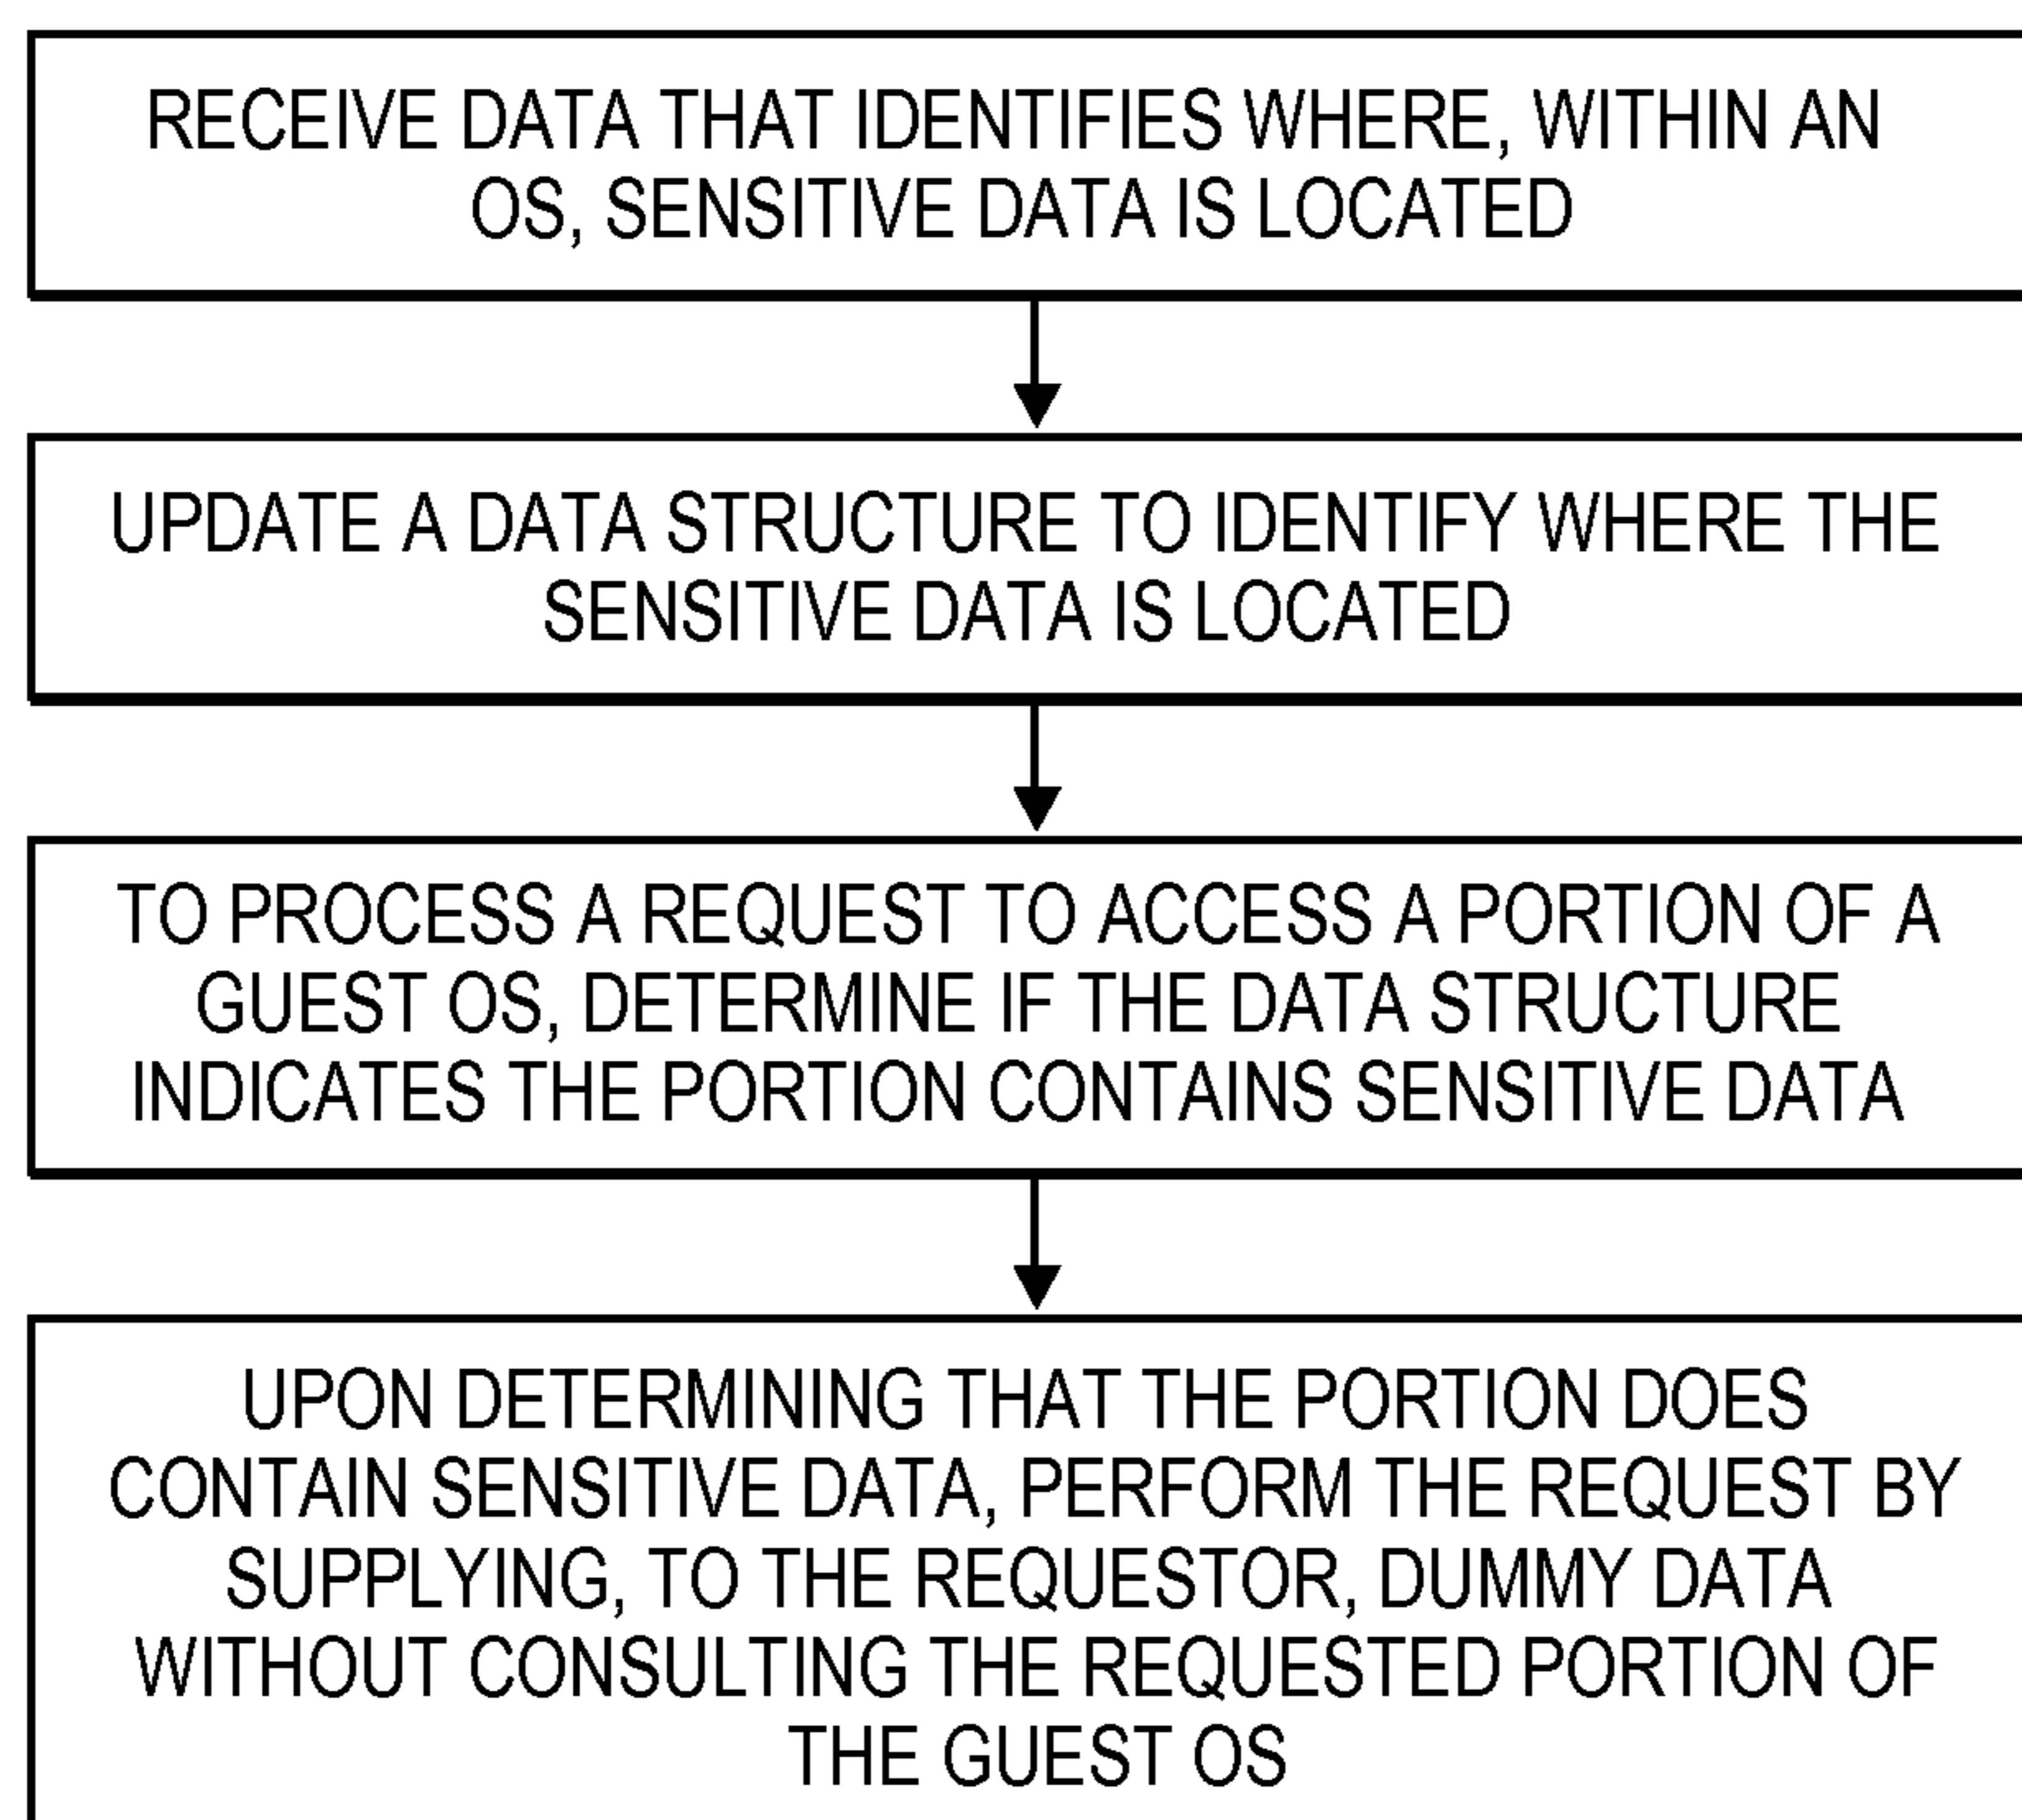 RECEIVE DATA THAT IDENTIFIES WHERE, WITHIN AN
OS, SENSITIVE DATA IS LOCATED
UPDATE A DATA STRUCTURE TO IDENTIFY WHERE THE
SENSITIVE DATA IS LOCATED
TO PROCESS A REQUEST TO ACCESS A PORTION OF A
GUEST OS, DETERMINE IF THE DATA STRUCTURE
INDICATES THE PORTION CONTAINS SENSITIVE DATA
UPON DETERMINING THAT THE PORTION DOES
CONTAIN SENSITIVE DATA, PERFORM THE REQUEST BY
SUPPLYING, TO THE REQUESTOR, DUMMY DATA
WITHOUT CONSULTING THE REQUESTED PORTION OF
THE GUEST OS